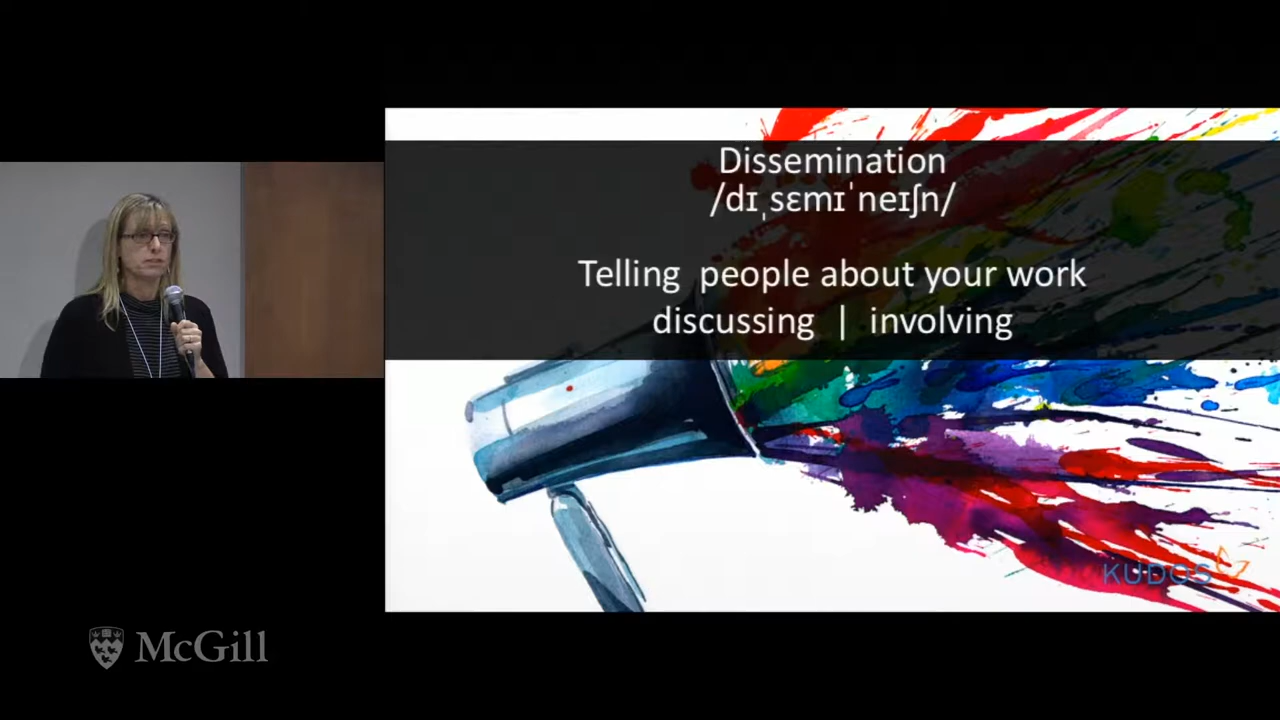 Dissemination
/dɪˌsɛmɪˈneɪʃn/
Telling people about your work
discussing | involving
KUDOS
McGill